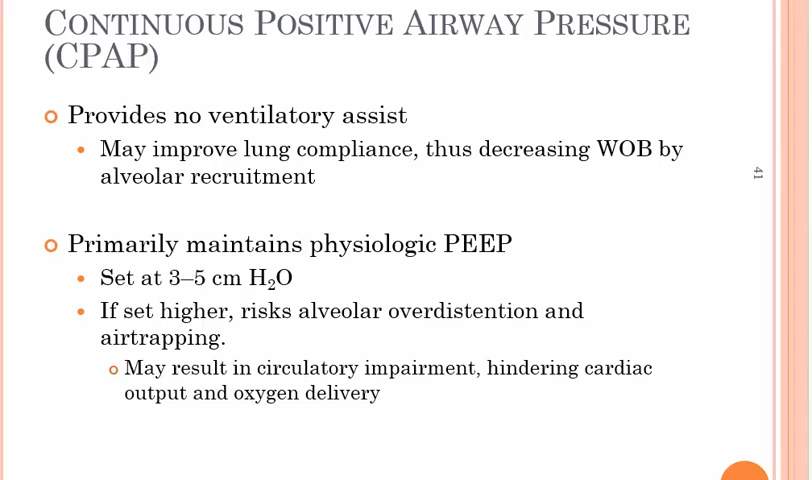 CONTINUOUS POSITIVE AIRWAY PRESSURE
(CPAP)
Provides no ventilatory assist
May improve lung compliance, thus decreasing WOB by
alveolar recruitment
41
Primarily maintains physiologic PEEP
Set at 3–5 cm H₂O
If set higher, risks alveolar overdistention and
airtrapping.
May result in circulatory impairment, hindering cardiac
output and oxygen delivery